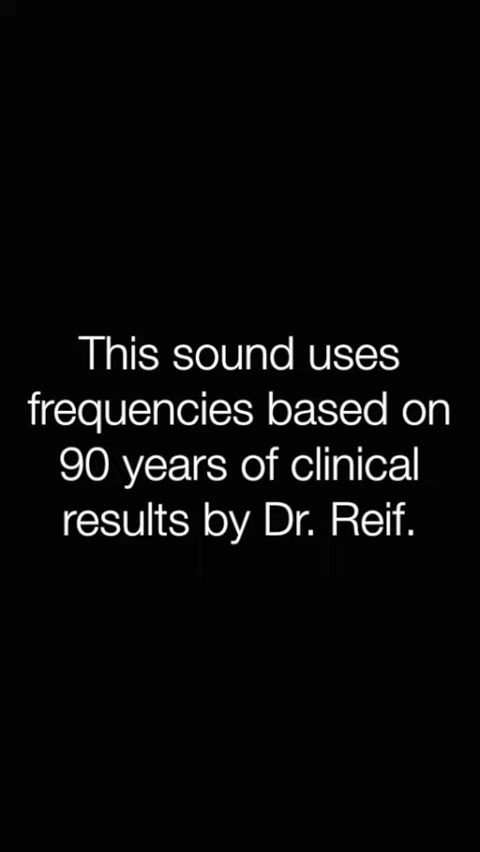 This sound uses
frequencies based on
90 years of clinical
results by Dr. Reif.